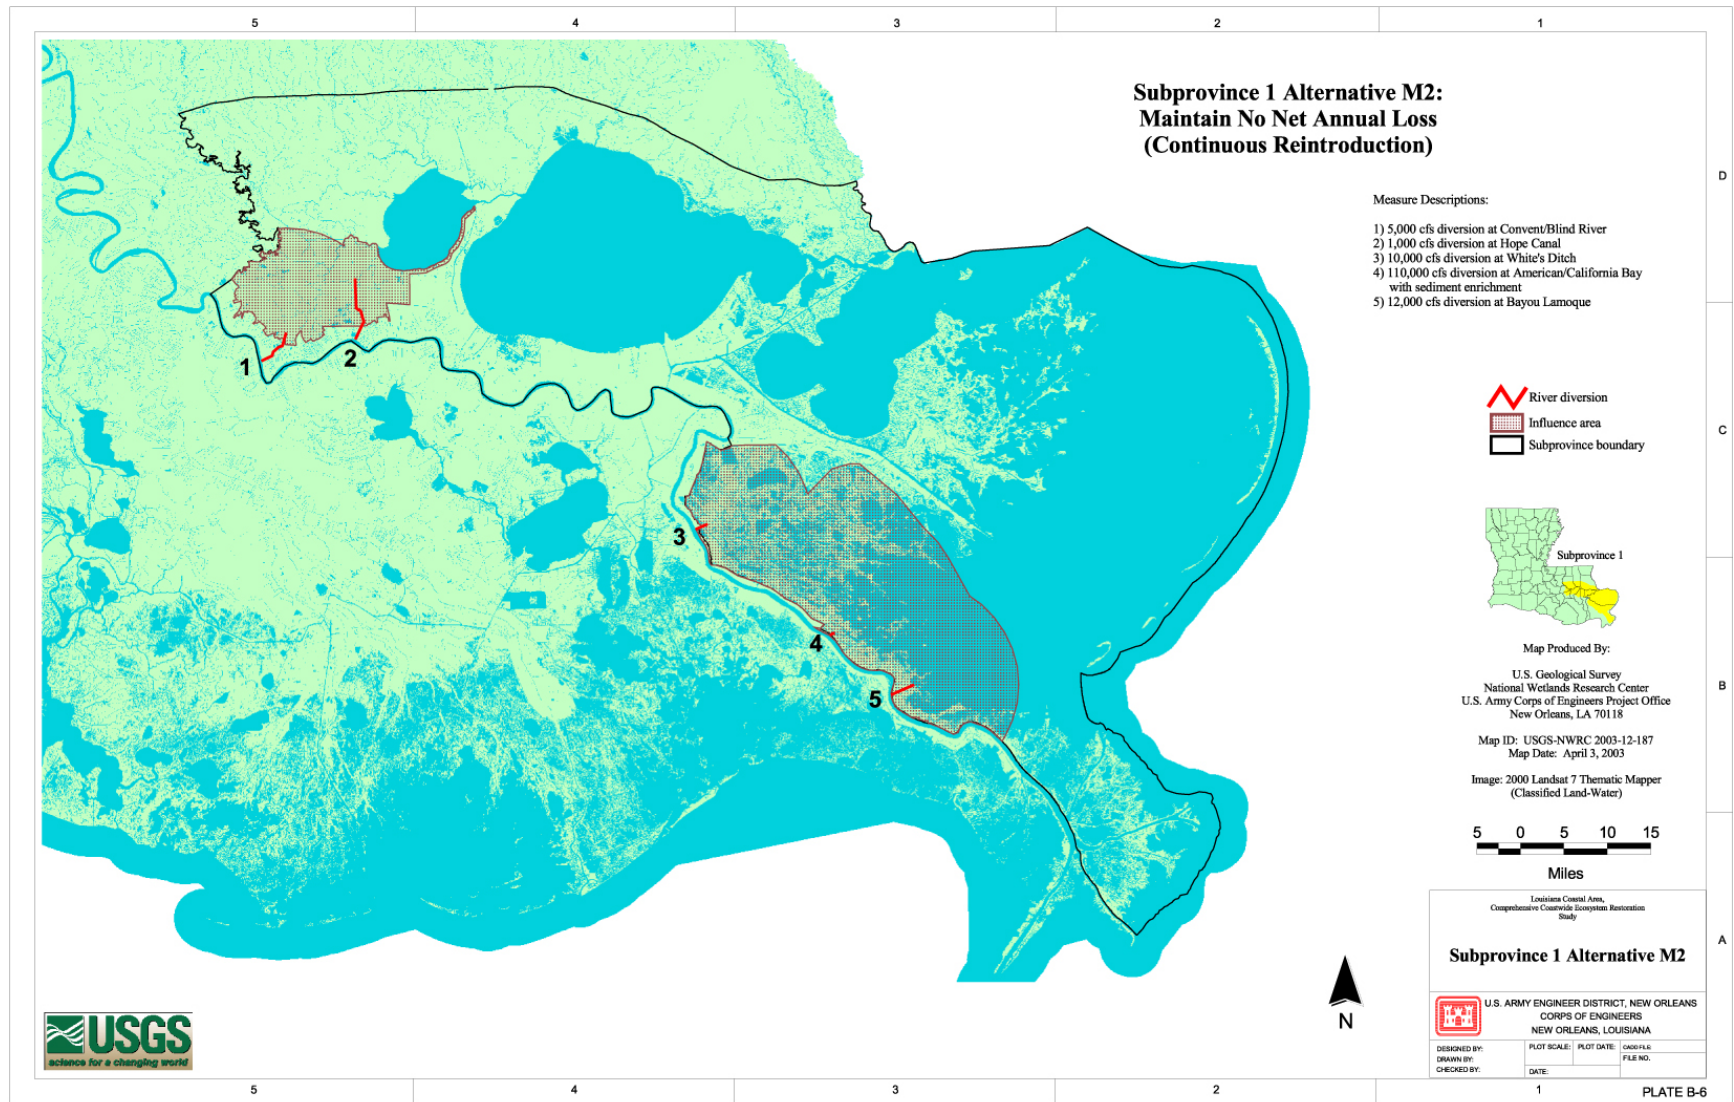 5 4 3 2 1
Subprovince 1 Alternative M2:
Maintain No Net Annual Loss
(Continuous Reintroduction)
D
Measure Descriptions:
1) 5,000 cfs diversion at Convent/Blind River
2) 1,000 cfs diversion at Hope Canal
3) 10,000 cfs diversion at White's Ditch
4) 110,000 cfs diversion at American/California Bay
with sediment enrichment
5) 12,000 cfs diversion at Bayou Lamoque
1
2
River diversion
Influence area
Subprovince boundary
C
3
Subprovince 1
4
5
Map Produced By:
U.S. Geological Survey
National Wetlands Research Center
U.S. Army Corps of Engineers Project Office
New Orleans, LA 70118
B
Map ID: USGS-NWRC 2003-12-187
Map Date: April 3, 2003
Image: 2000 Landsat 7 Thematic Mapper
(Classified Land-Water)
5 0 5 10 15
Miles
Louisiana Coastal Area,
Comprehensive Coastwide Ecosystem Restoration
Study
A
Subprovince 1 Alternative M2
N
U.S. ARMY ENGINEER DISTRICT, NEW ORLEANS
CORPS OF ENGINEERS
NEW ORLEANS, LOUISIANA
USGS
science for a changing world
DESIGNED BY: PLOT SCALE: PLOT DATE: CADD FILE:
DRAWN BY: FILE NO.
CHECKED BY: DATE:
5 4 3 2 1
PLATE B-6